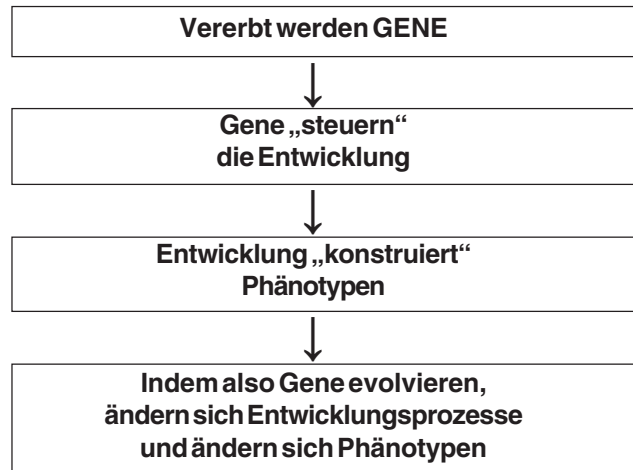 Vererbt werden GENE
Gene „steuern“
die Entwicklung
Entwicklung „konstruiert“
Phänotypen
Indem also Gene evolvieren,
ändern sich Entwicklungsprozesse
und ändern sich Phänotypen